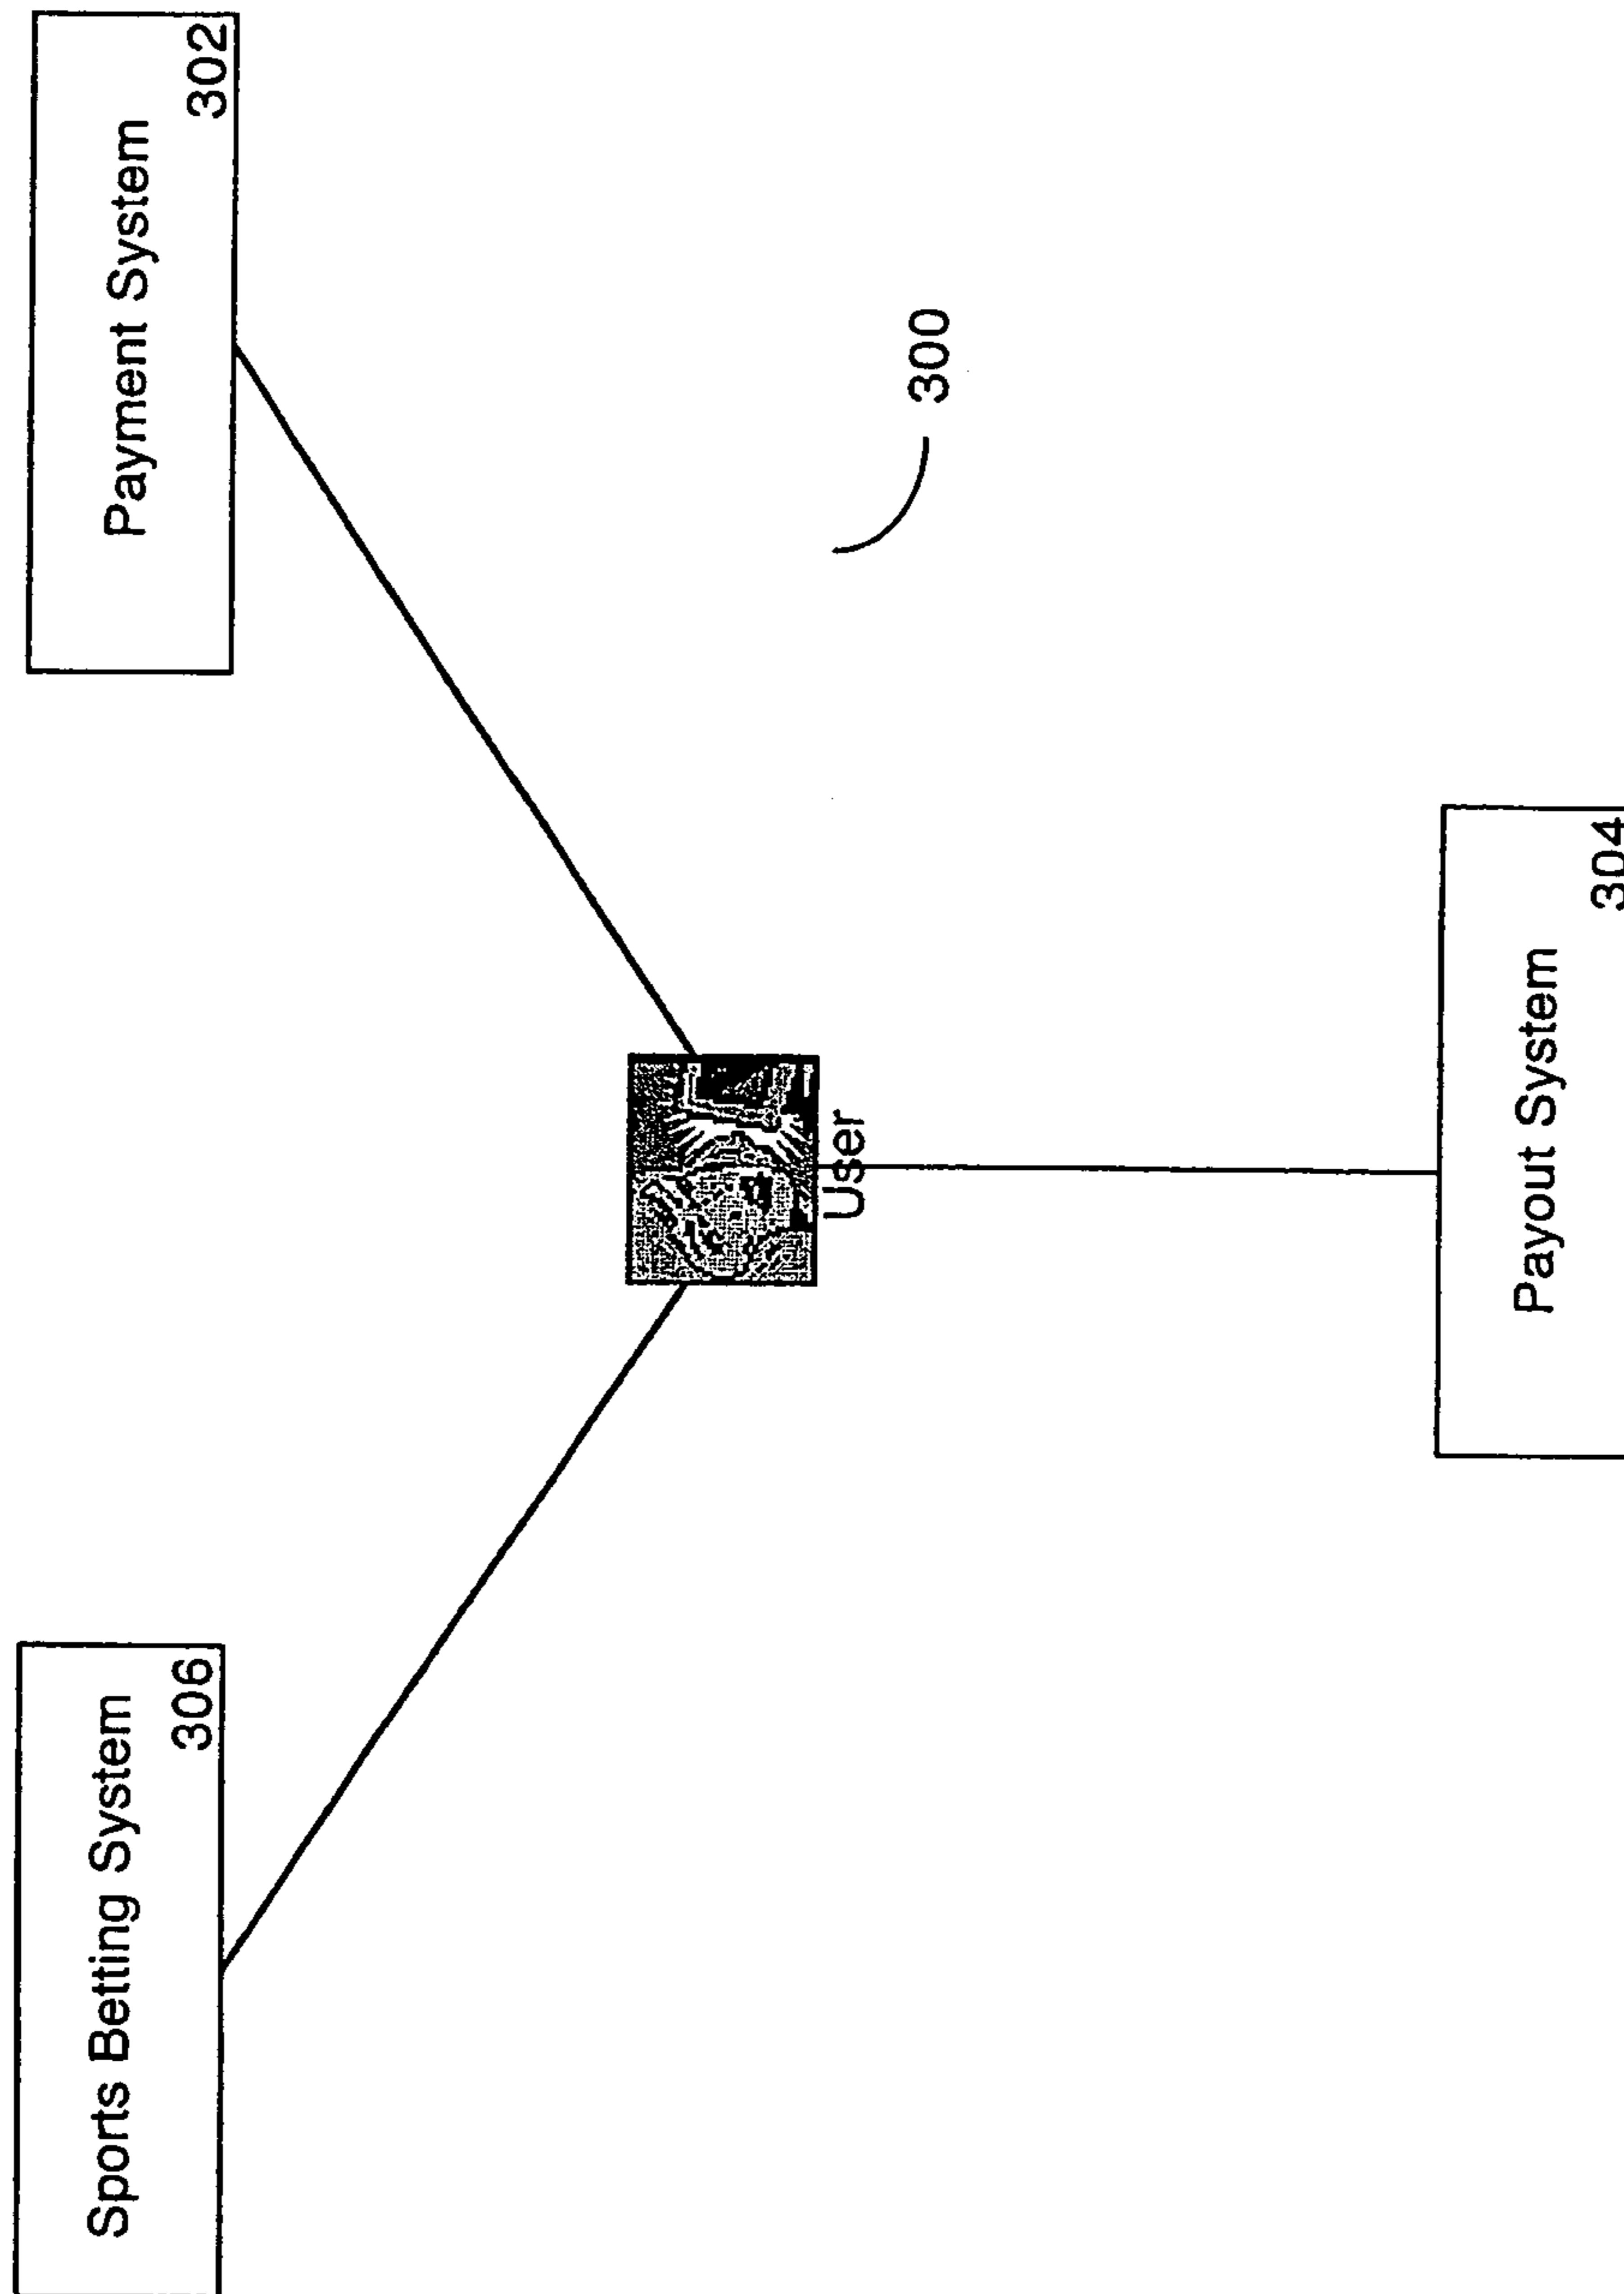 Sports Betting System
306
Payment System
302
User
300
Payout System
304